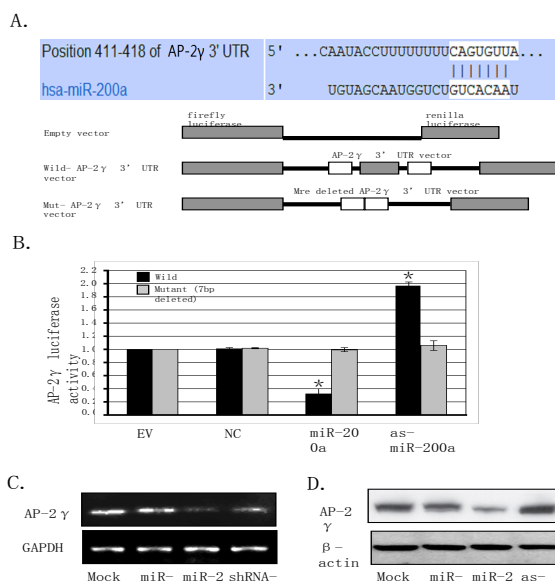 A.
Position 411-418 of AP-2γ 3' UTR 5' ...CAAUACCUUUUUUUUCAGUGUUA...
hsa-miR-200a 3' UGUAGCAAUGGUCUGUCACAAU
firefly luciferase
renilla luciferase
Empty vector
AP-2γ 3' UTR vector
Wild- AP-2γ 3' UTR
vector
Mre deleted AP-2γ 3' UTR vector
Mut- AP-2γ 3' UTR
vector
B.
AP-2γ luciferase
activity
2.2
2.0
1.8
1.6
1.4
1.2
1.0
0.8
0.6
0.4
0.2
0.0
Wild
Mutant (7bp
deleted)
*
*
EV
NC
miR-20
0a
as-
miR-200a
C.
AP-2 γ
GAPDH
Mock miR- miR-2 shRNA-
D.
AP-2
γ
β-
actin
Mock miR- miR-2 as-